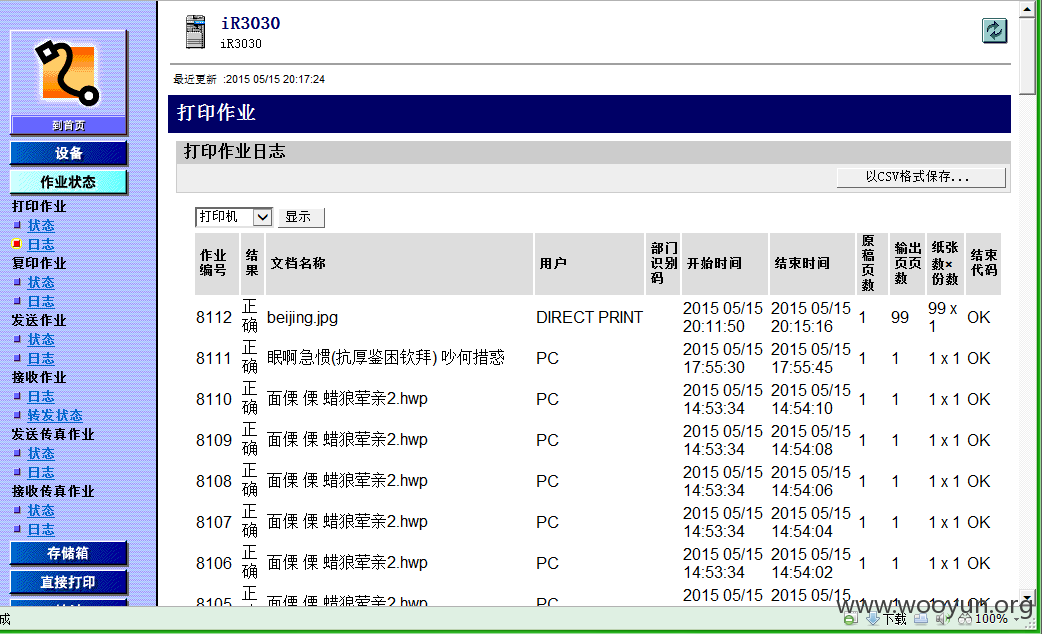 iR3030
iR3030
最近更新 :2015 05/15 20:17:24
到首页
设备
作业状态
打印作业
状态
日志
复印作业
状态
日志
发送作业
状态
日志
接收作业
日志
转发状态
发送传真作业
状态
日志
接收传真作业
状态
日志
存储箱
直接打印
打印作业
打印作业日志
以CSV格式保存...
打印机 显示
作业编号 结果 文档名称 用户 部门识别码 开始时间 结束时间 原稿页数 输出页页数 纸张数×份数 结束代码
8112 正确 beijing.jpg DIRECT PRINT 2015 05/15 20:11:50 2015 05/15 20:15:16 1 99 99 x 1 OK
8111 正确 眠啊急惯(抗厚鉴困钦拜) 吵何措惑 PC 2015 05/15 17:55:30 2015 05/15 17:55:45 1 1 1 x 1 OK
8110 正确 面傈 傈 蜡狼荤亲2.hwp PC 2015 05/15 14:53:34 2015 05/15 14:54:10 1 1 1 x 1 OK
8109 正确 面傈 傈 蜡狼荤亲2.hwp PC 2015 05/15 14:53:34 2015 05/15 14:54:08 1 1 1 x 1 OK
8108 正确 面傈 傈 蜡狼荤亲2.hwp PC 2015 05/15 14:53:34 2015 05/15 14:54:06 1 1 1 x 1 OK
8107 正确 面傈 傈 蜡狼荤亲2.hwp PC 2015 05/15 14:53:34 2015 05/15 14:54:04 1 1 1 x 1 OK
8106 正确 面傈 傈 蜡狼荤亲2.hwp PC 2015 05/15 14:53:34 2015 05/15 14:54:02 1 1 1 x 1 OK
8105 正 面傈 傈 蜡狼荤亲2.hwp PC 2015 05/15 2015 05/15 1 1 1 x 1 OK
www.wooyun.org
成 下载 100%